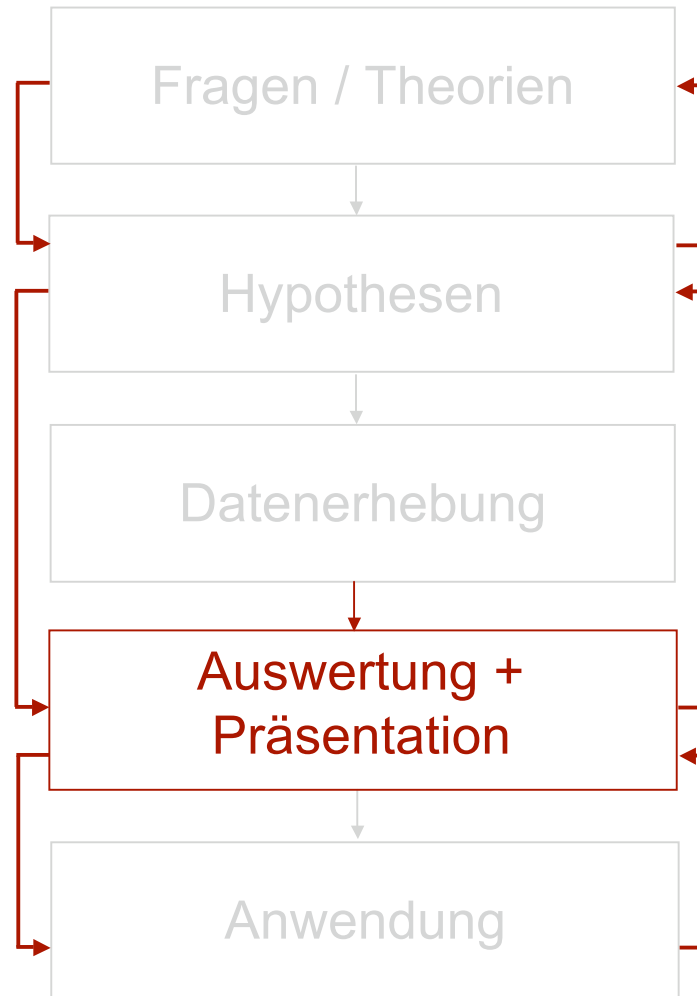 Fragen / Theorien
Hypothesen
Datenerhebung
Auswertung +
Präsentation
Anwendung